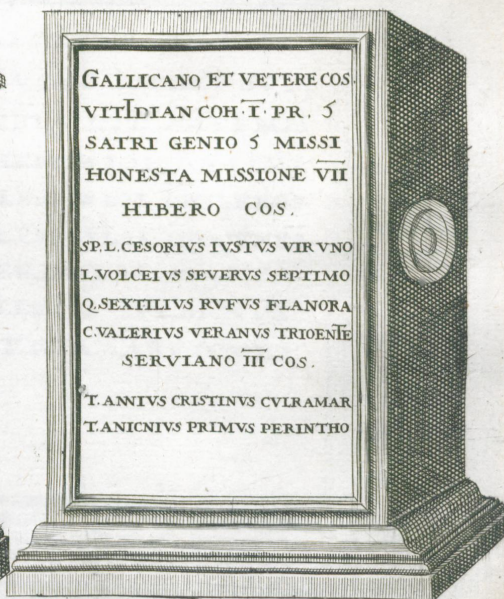 GALLICANO ET VETERE COS.
VITIDIAN COH·I·PR. 5
SATRI GENIO 5 MISSI
HONESTA MISSIONE VII
HIBERO COS.
SP. L. CESORIVS IVSTVS VIRVNO
L. VOLCEIVS SEVERVS SEPTIMO
Q. SEXTILIVS RVFVS FLANORA
C. VALERIVS VERANVS TRIOENTE
SERVIANO III COS.
T. ANNIVS CRISTINVS CVLRAMAR
T. ANICNIVS PRIMVS PERINTHO